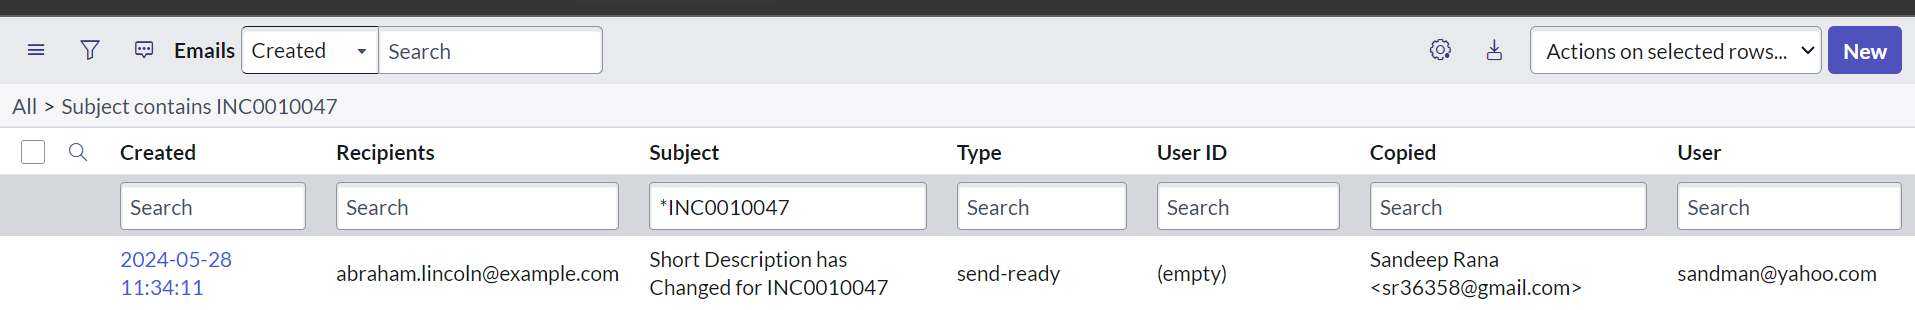 Emails Created Search Actions on selected rows... New
All > Subject contains INC0010047
Created Recipients Subject Type User ID Copied User
Search Search *INC0010047 Search Search Search Search
2024-05-28 Short Description has Sandeep Rana
abraham.lincoln@example.com send-ready (empty) sandman@yahoo.com
11:34:11 Changed for INC0010047 <sr36358@gmail.com>